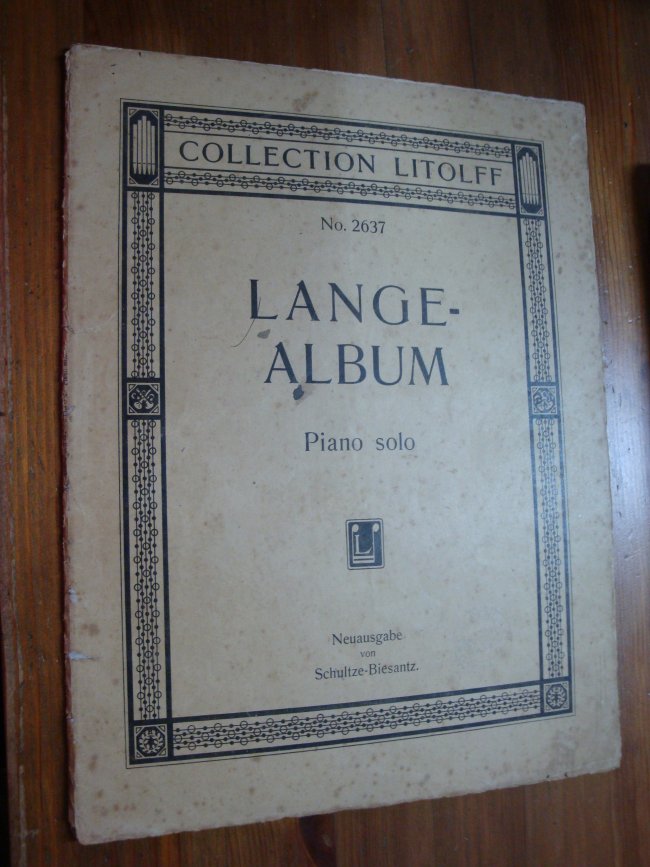 COLLECTION LITOLFF
No. 2637
LANGE-
ALBUM
Piano solo
L
Neuausgabe
von
Schultze-Biesantz.